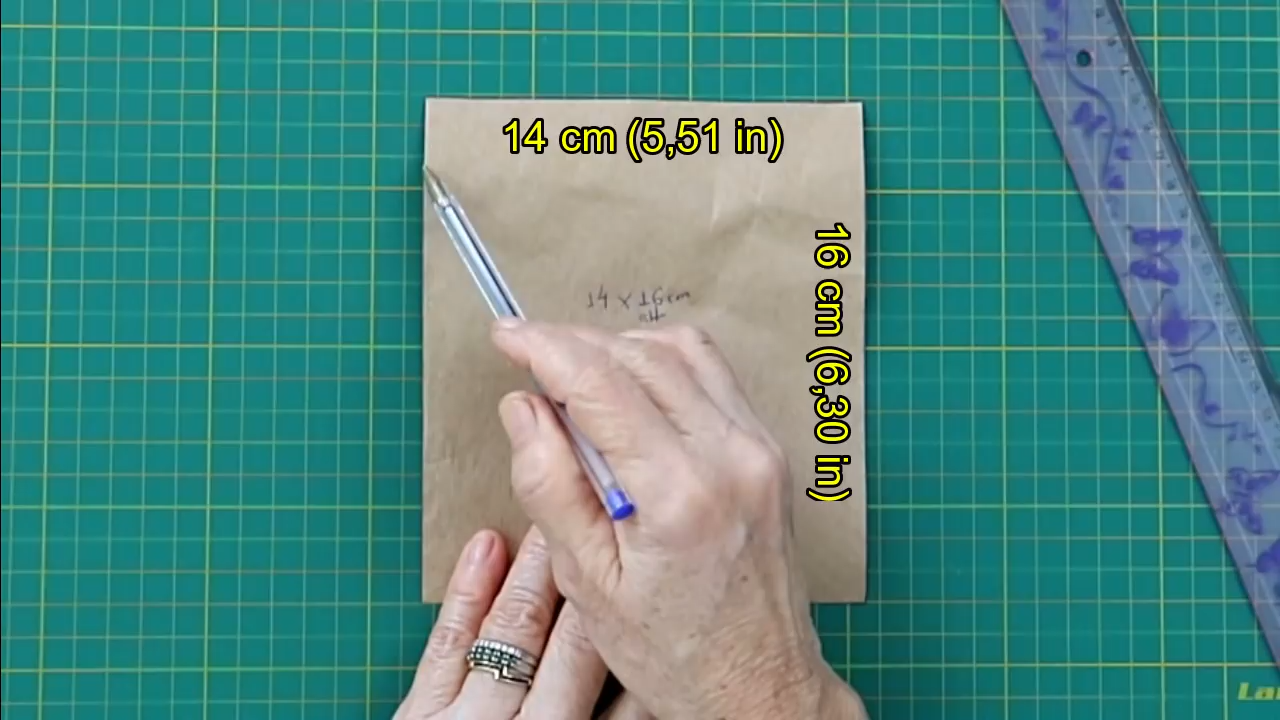 14 cm (5,51 in)
16 cm (6,30 in)
14 x 16 cm